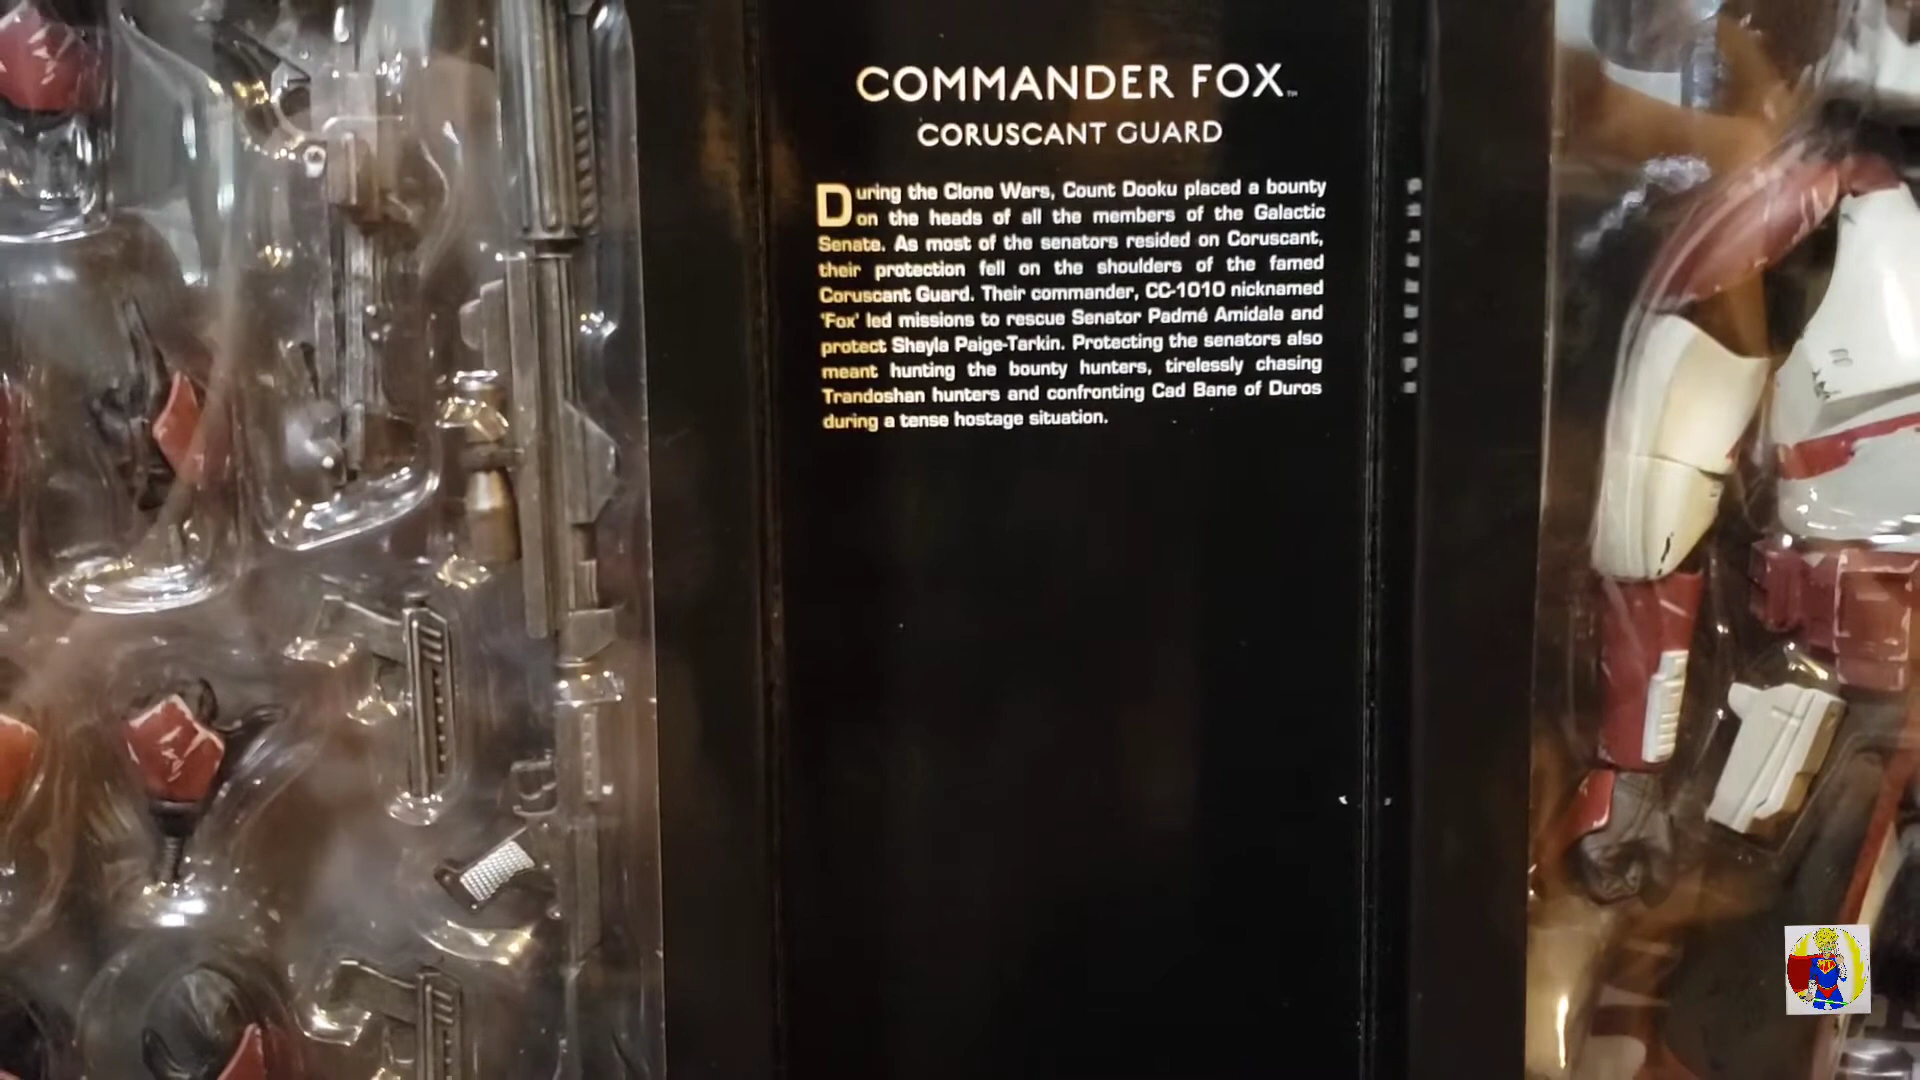 COMMANDER FOX™
CORUSCANT GUARD
During the Clone Wars, Count Dooku placed a bounty
on the heads of all the members of the Galactic
Senate. As most of the senators resided on Coruscant,
their protection fell on the shoulders of the famed
Coruscant Guard. Their commander, CC-1010 nicknamed
'Fox' led missions to rescue Senator Padmé Amidala and
protect Shayla Paige-Tarkin. Protecting the senators also
meant hunting the bounty hunters, tirelessly chasing
Trandoshan hunters and confronting Cad Bane of Duros
during a tense hostage situation.